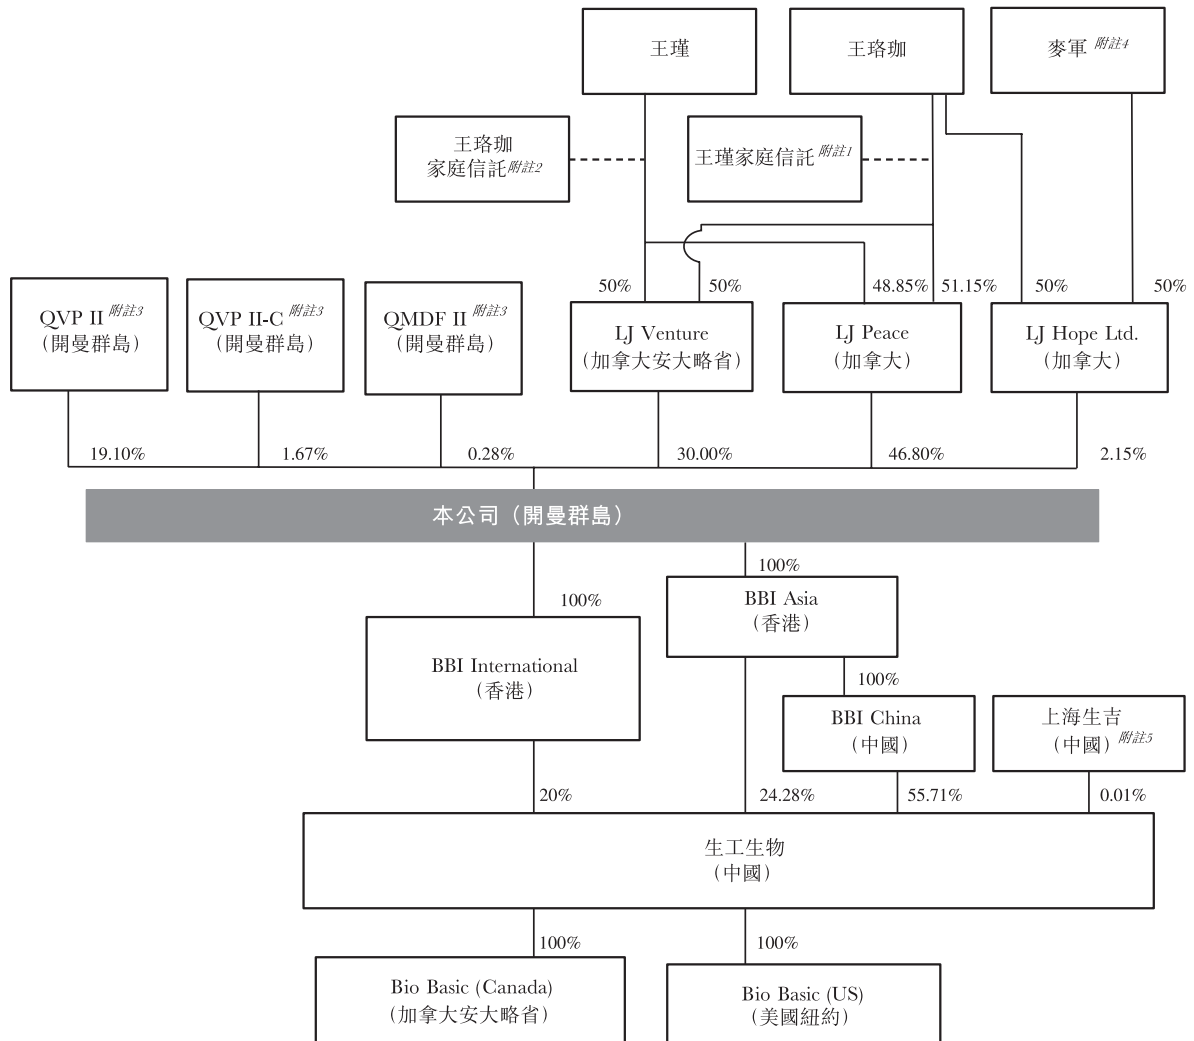 王瑾
王珞珈
麥軍 附註4
王珞珈
家庭信託附註2
王瑾家庭信託 附註1
50%
50%
48.85%
51.15%
50%
50%
QVP II 附註3
（開曼群島）
QVP II-C 附註3
（開曼群島）
QMDF II 附註3
（開曼群島）
LJ Venture
（加拿大安大略省）
LJ Peace
（加拿大）
LJ Hope Ltd.
（加拿大）
19.10%
1.67%
0.28%
30.00%
46.80%
2.15%
本公司（開曼群島）
100%
100%
BBI International
（香港）
BBI Asia
（香港）
100%
BBI China
（中國）
上海生吉
（中國）附註5
20%
24.28%
55.71%
0.01%
生工生物
（中國）
100%
100%
Bio Basic (Canada)
（加拿大安大略省）
Bio Basic (US)
（美國紐約）